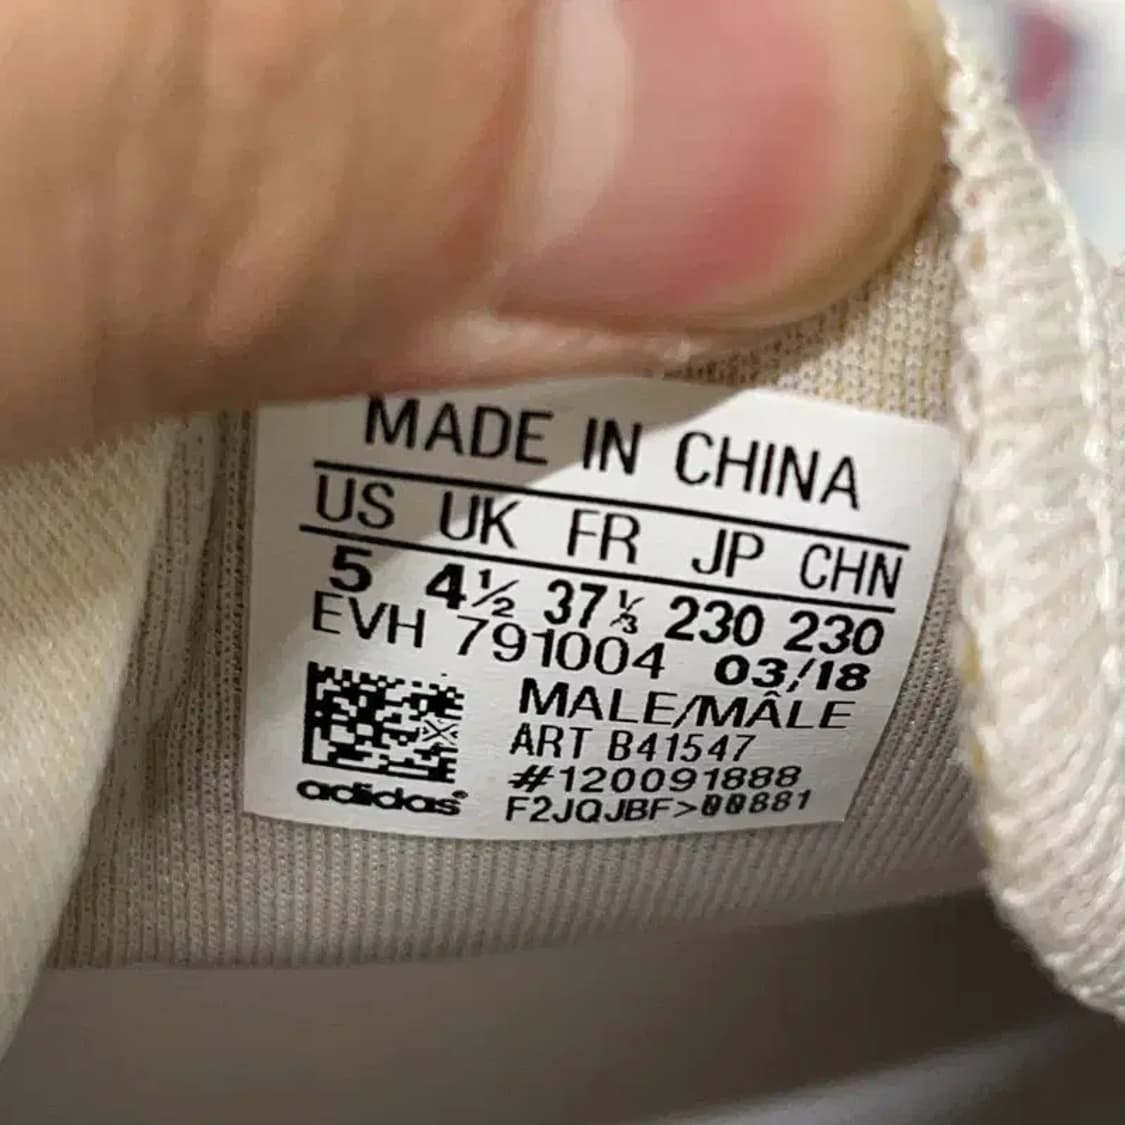 MADE IN CHINA
US UK FR JP CHN
5 4½ 37⅓ 230 230
EVH 791004 03/18
MALE/MÂLE
ART B41547
#120091888
adidas®
F2JQJBF>00881